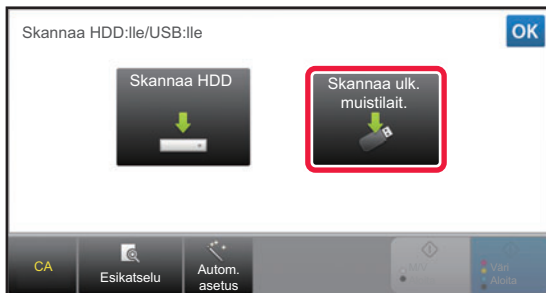 Skannaa HDD:lle/USB:lle
OK
Skannaa HDD
Skannaa ulk.
muistilait.
CA
Esikatselu
Autom.
asetus
M/V
Vän
Aloita